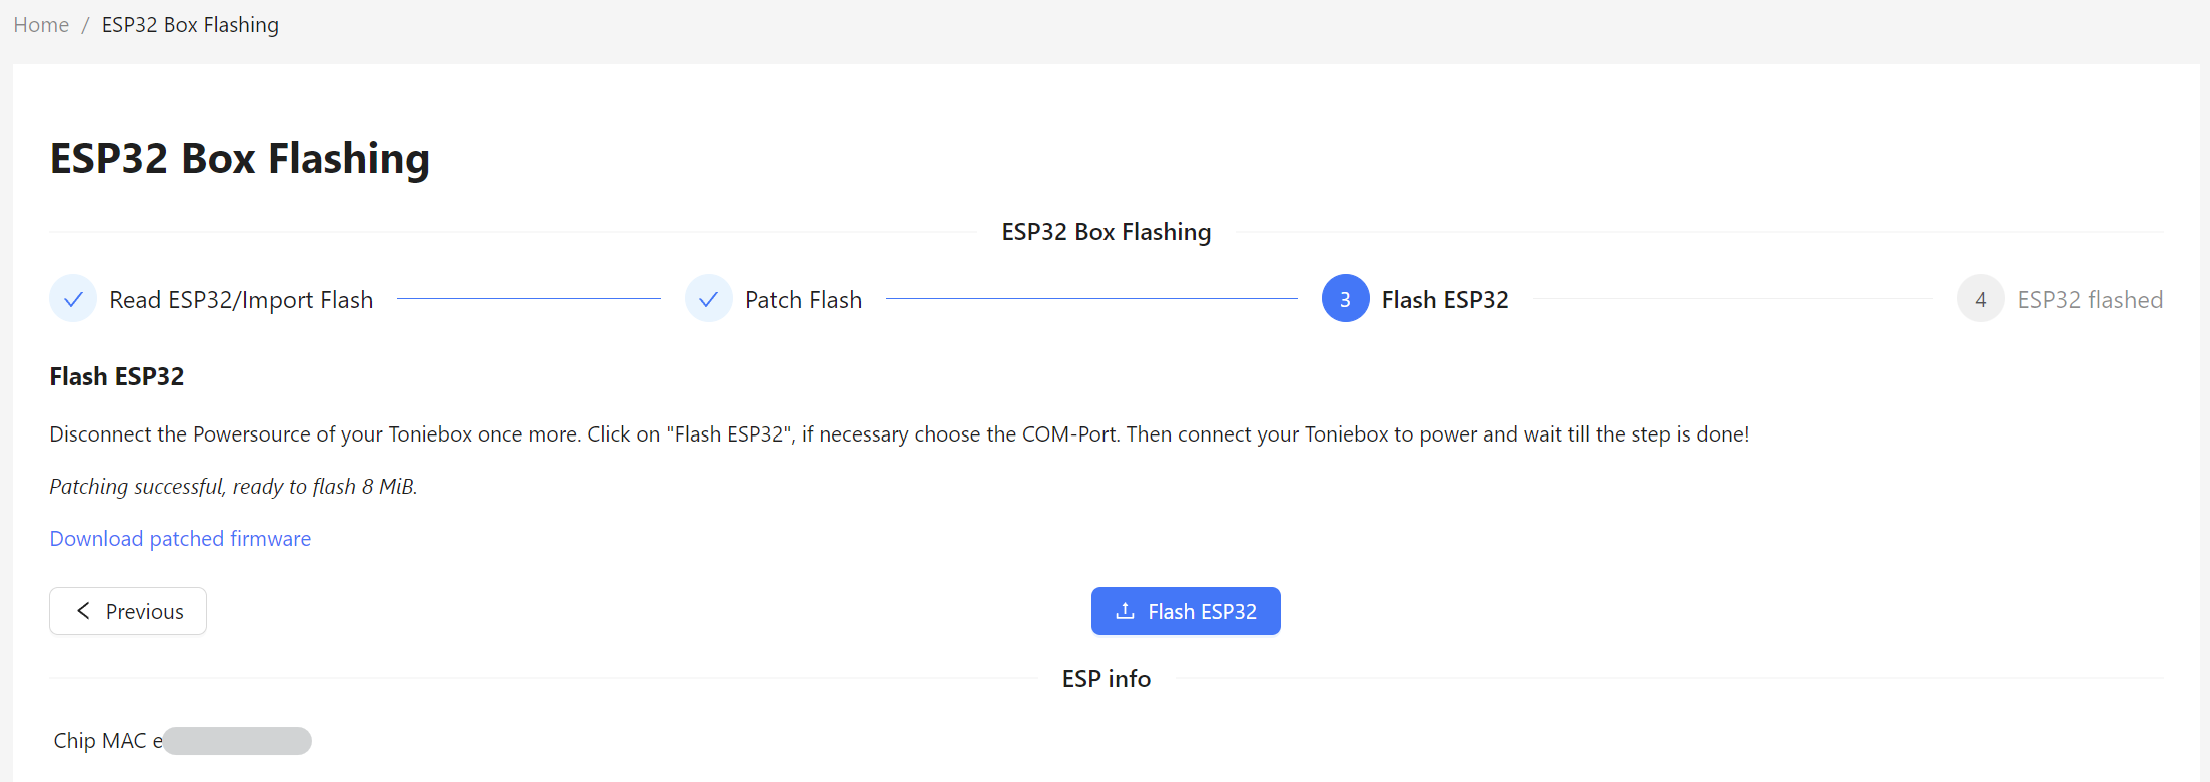 Home / ESP32 Box Flashing
ESP32 Box Flashing
ESP32 Box Flashing
Read ESP32/Import Flash
Patch Flash
3 Flash ESP32
4 ESP32 flashed
Flash ESP32
Disconnect the Powersource of your Toniebox once more. Click on "Flash ESP32", if necessary choose the COM-Port. Then connect your Toniebox to power and wait till the step is done!
Patching successful, ready to flash 8 MiB.
Download patched firmware
Previous
Flash ESP32
ESP info
Chip MAC e